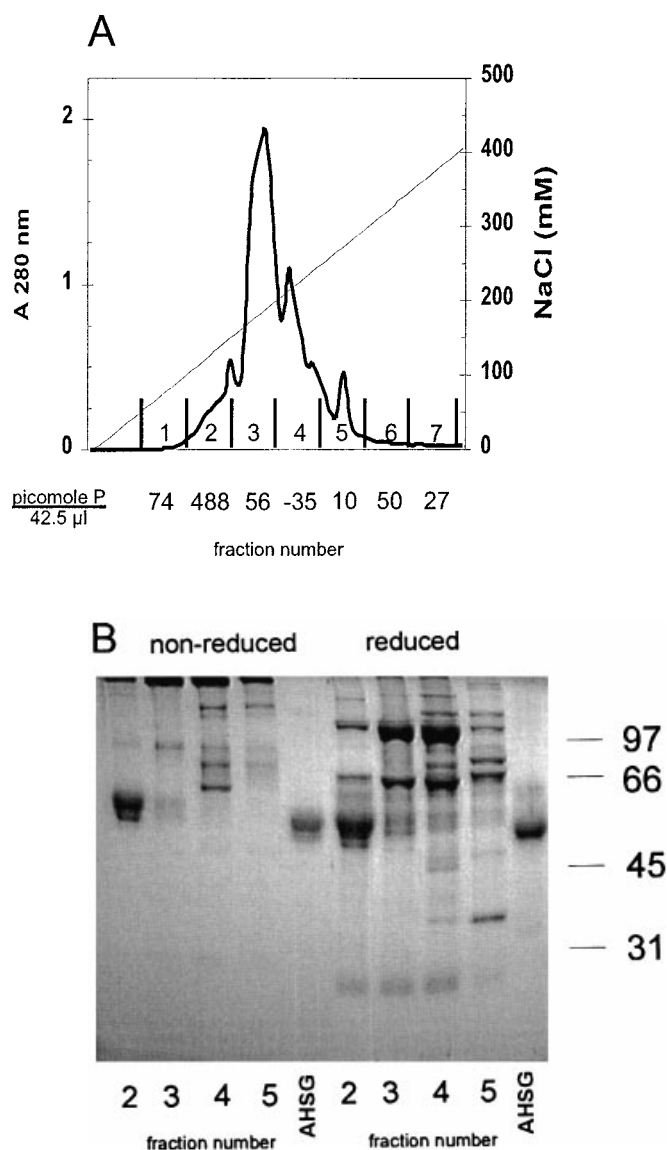 A
500
2
400
A 280 nm
300
NaCl (mM)
1
200
100
0
1 2 3 4 5 6 7
0
picomole P
42.5 µl
74 488 56 -35 10 50 27
fraction number
B non-reduced reduced
97
66
45
31
2 3 4 5 AHSG 2 3 4 5 AHSG
fraction number fraction number